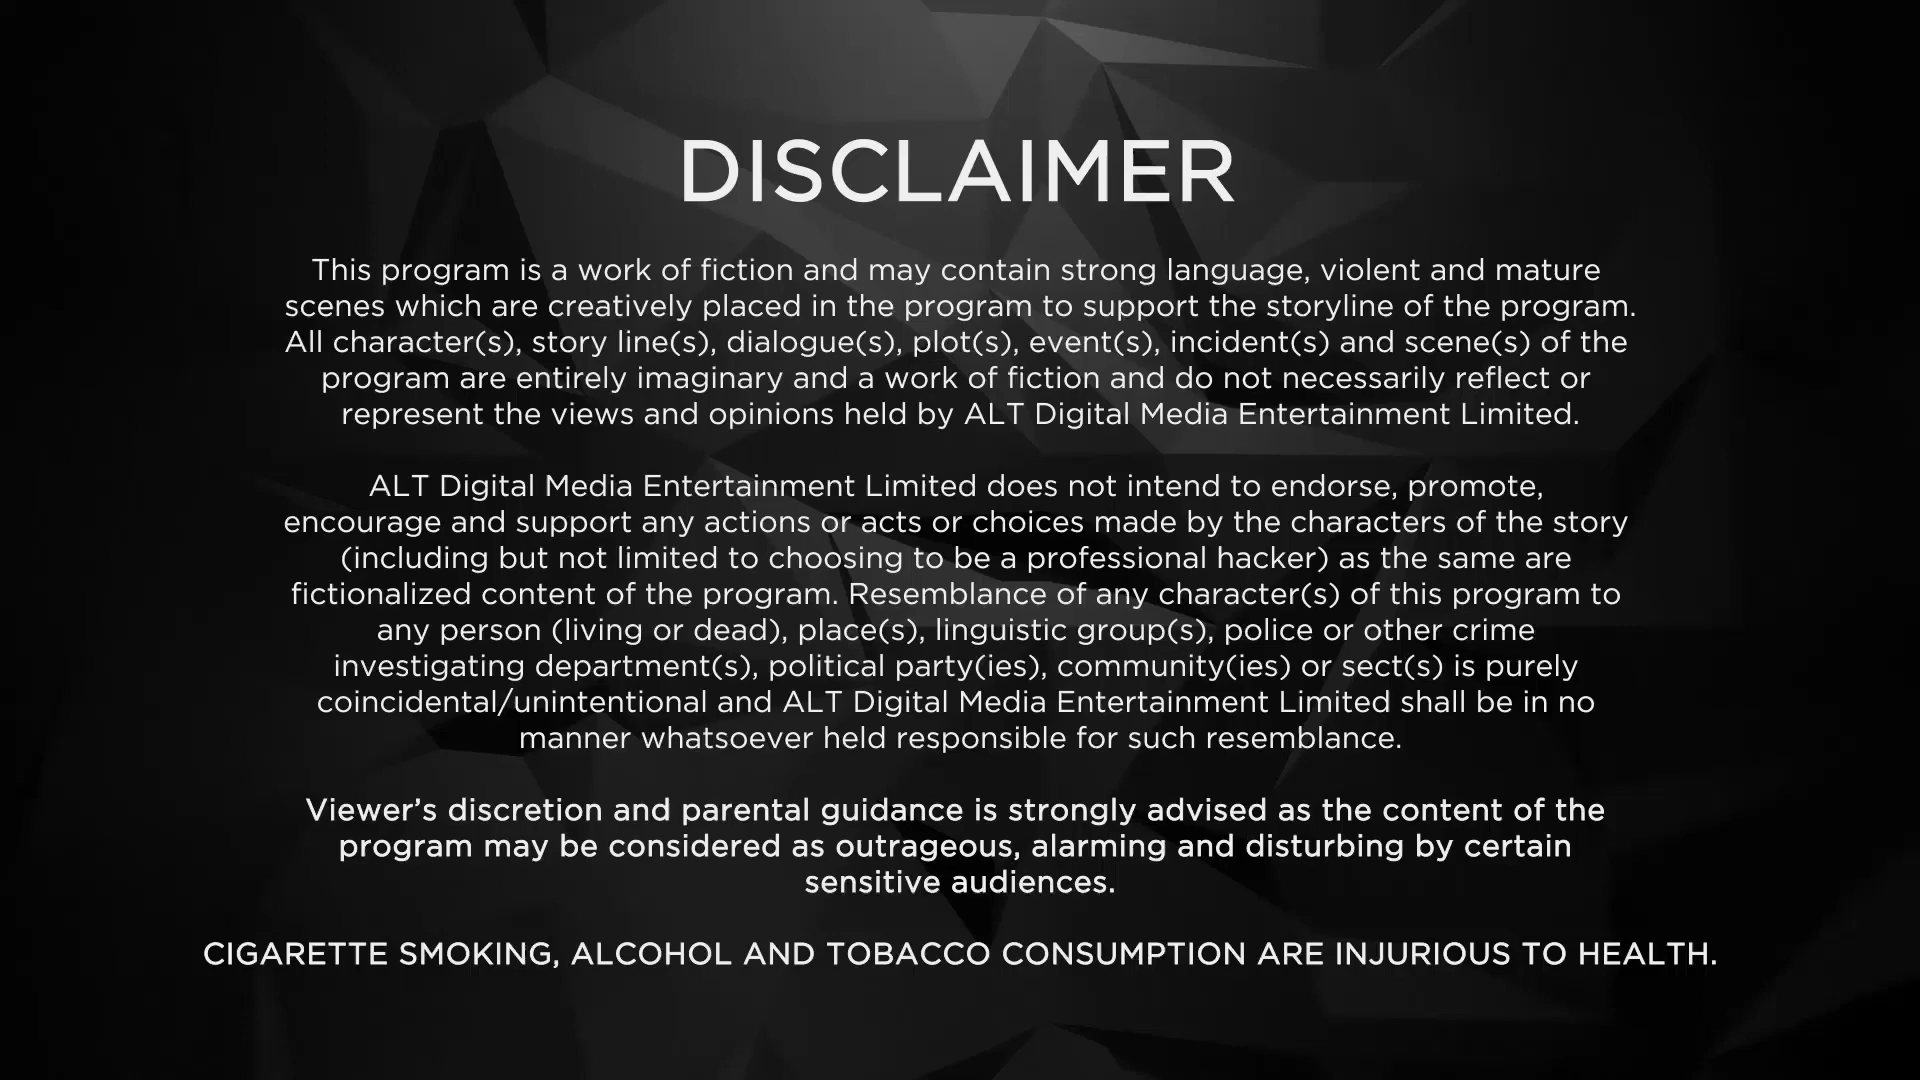 DISCLAIMER
This program is a work of fiction and may contain strong language, violent and mature
scenes which are creatively placed in the program to support the storyline of the program.
All character(s), story line(s), dialogue(s), plot(s), event(s), incident(s) and scene(s) of the
program are entirely imaginary and a work of fiction and do not necessarily reflect or
represent the views and opinions held by ALT Digital Media Entertainment Limited.
ALT Digital Media Entertainment Limited does not intend to endorse, promote,
encourage and support any actions or acts or choices made by the characters of the story
(including but not limited to choosing to be a professional hacker) as the same are
fictionalized content of the program. Resemblance of any character(s) of this program to
any person (living or dead), place(s), linguistic group(s), police or other crime
investigating department(s), political party(ies), community(ies) or sect(s) is purely
coincidental/unintentional and ALT Digital Media Entertainment Limited shall be in no
manner whatsoever held responsible for such resemblance.
Viewer’s discretion and parental guidance is strongly advised as the content of the
program may be considered as outrageous, alarming and disturbing by certain
sensitive audiences.
CIGARETTE SMOKING, ALCOHOL AND TOBACCO CONSUMPTION ARE INJURIOUS TO HEALTH.